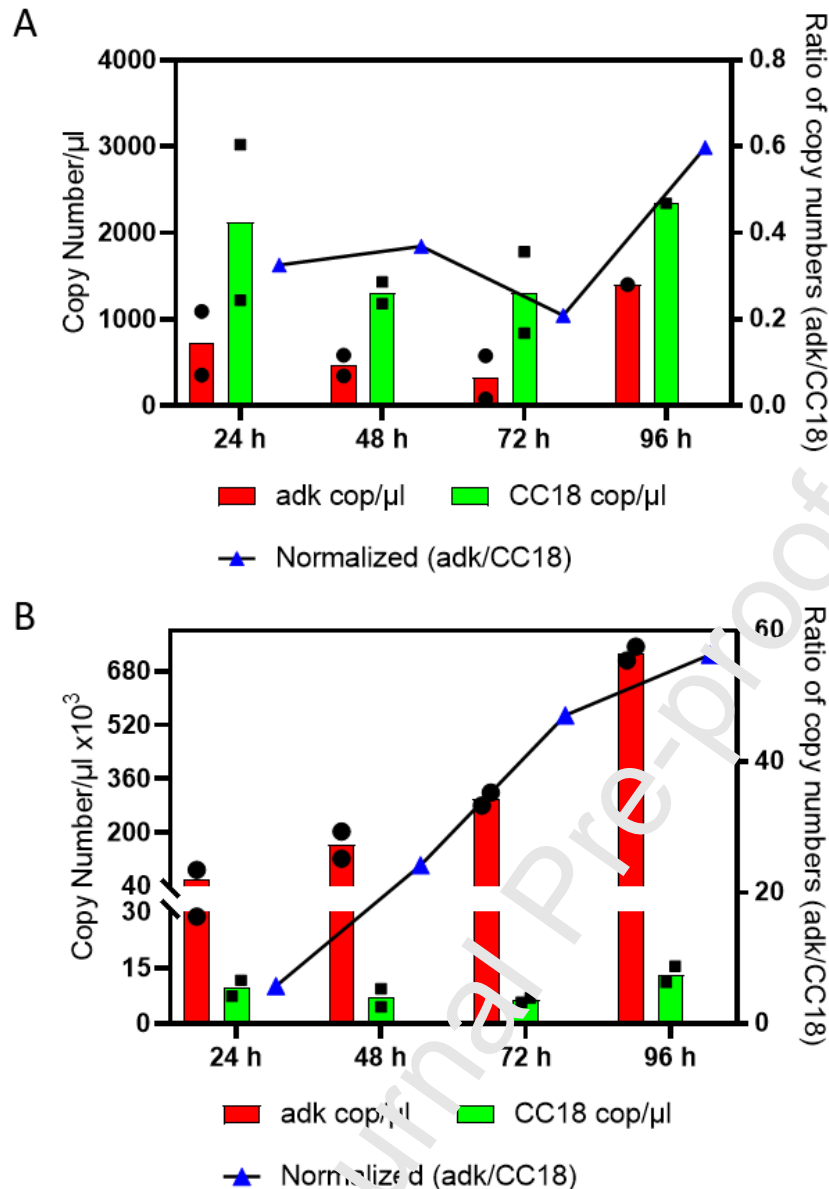 A
Copy Number/µl
4000
3000
2000
1000
0
0.8
0.6
0.4
0.2
0.0
Ratio of copy
numbers (adk/CC18)
24 h 48 h 72 h 96 h
adk cop/µl CC18 cop/µl
Normalized (adk/CC18)
B
Copy Number/µl x10³
680
520
360
200
40
30
15
0
60
40
20
0
Ratio of copy
numbers (adk/CC18)
24 h 48 h 72 h 96 h
adk cop/µl CC18 cop/µl
Normalized (adk/CC18)
urnal Pre-proof